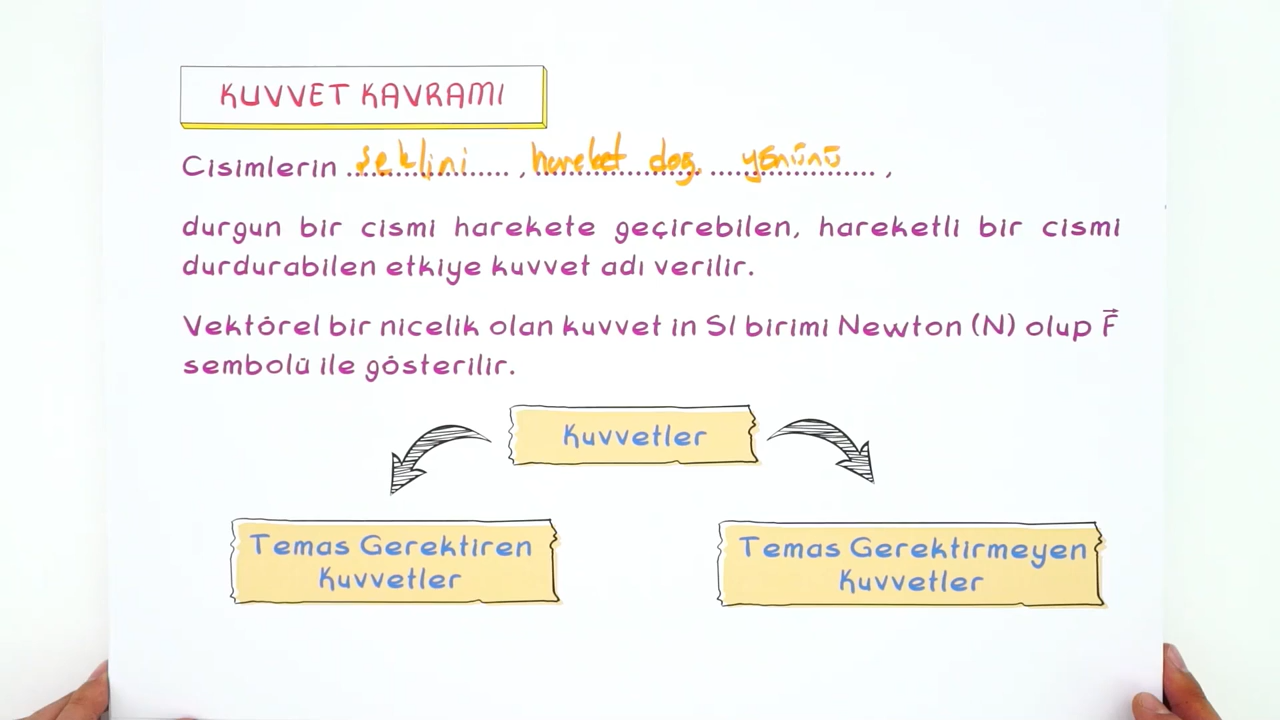 KUVVET KAVRAMI
Cisimlerin şeklini , hareket doğ. yönünü ,
durgun bir cismi harekete geçirebilen, hareketli bir cismi
durdurabilen etkiye kuvvet adı verilir.
Vektörel bir nicelik olan kuvvet in SI birimi Newton (N) olup F⃗
sembolü ile gösterilir.
Kuvvetler
Temas Gerektiren
Kuvvetler
Temas Gerektirmeyen
Kuvvetler